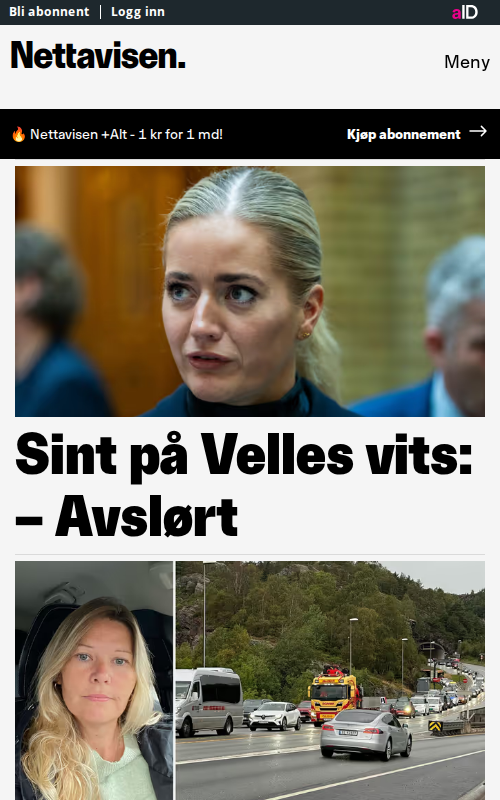 Bli abonnent | Logg inn
aID
Nettavisen.
Meny
🔥 Nettavisen +Alt - 1 kr for 1 md!
Kjøp abonnement →
Sint på Velles vits:
– Avslørt